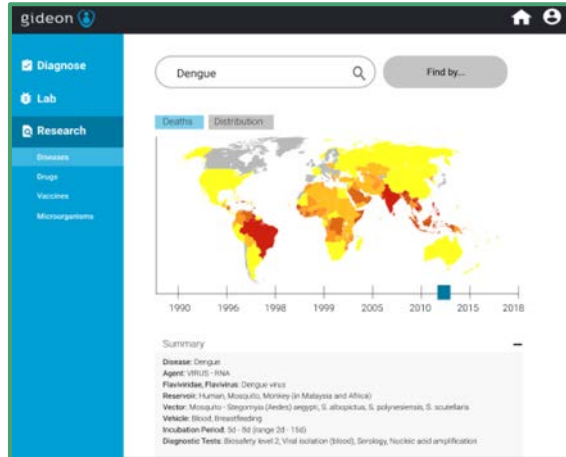 gideon
Diagnose
Lab
Research
Diseases
Drugs
Vaccines
Microorganisms
Dengue
Find by...
Deaths
Distribution
1990 1996 1998 1999 2005 2010 2015 2018
Summary
Disease: Dengue
Agent: VIRUS - RNA
Flaviviridae, Flavivirus: Dengue virus
Reservoir: Human, Mosquito, Monkey (in Malaysia and Africa)
Vector: Mosquito - Stegomyia (Aedes) aegypti, S. albopictus, S. polynesiensis, S. scutellaris
Vehicle: Blood, Breastfeeding
Incubation Period: 5d - 8d (range 2d - 15d)
Diagnostic Tests: Biosafety level 2, Viral isolation (blood), Serology, Nucleic acid amplification